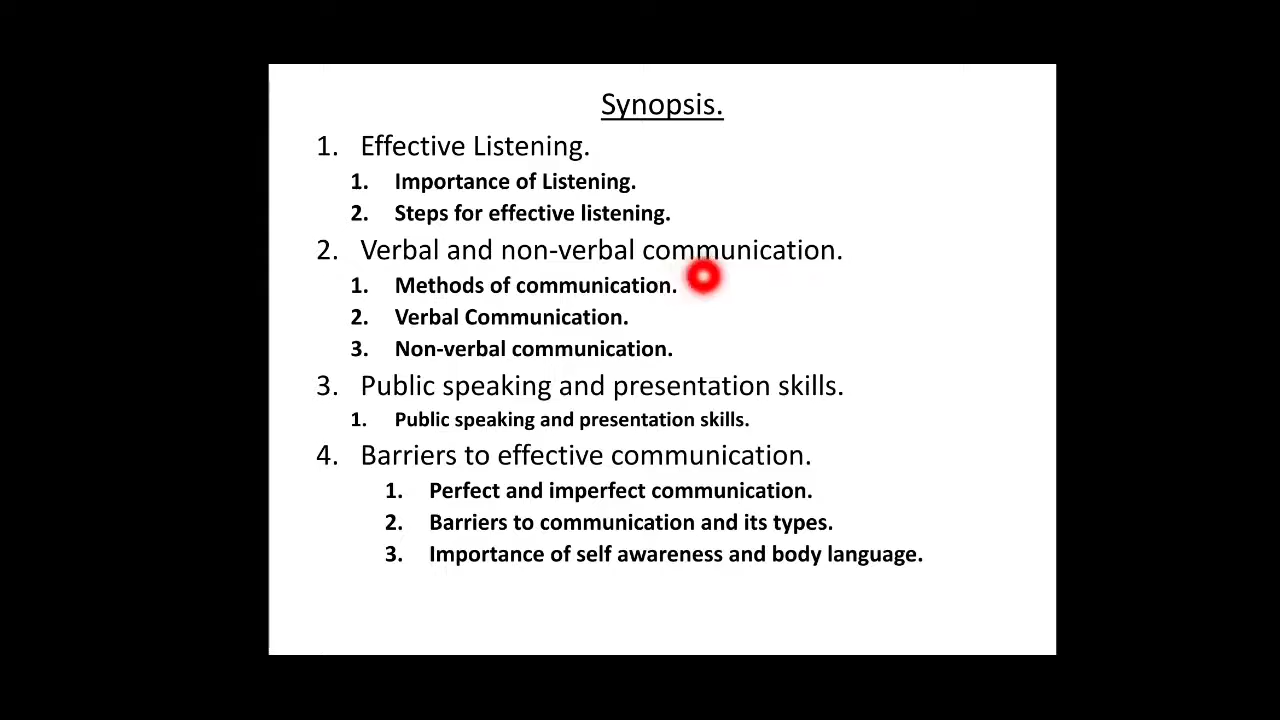 Synopsis.
1. Effective Listening.
1. Importance of Listening.
2. Steps for effective listening.
2. Verbal and non-verbal communication.
1. Methods of communication.
2. Verbal Communication.
3. Non-verbal communication.
3. Public speaking and presentation skills.
1. Public speaking and presentation skills.
4. Barriers to effective communication.
1. Perfect and imperfect communication.
2. Barriers to communication and its types.
3. Importance of self awareness and body language.